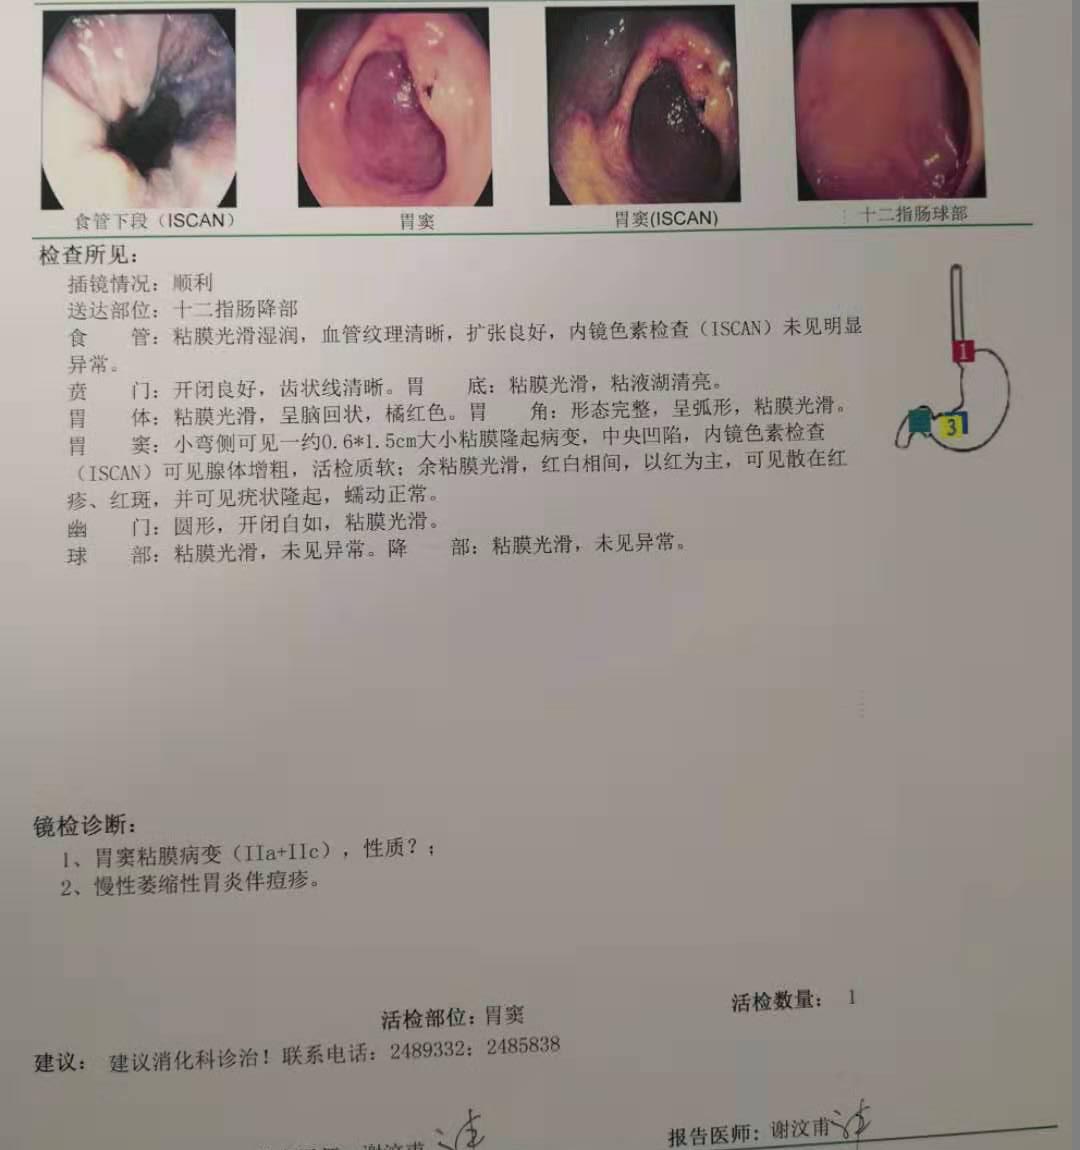 食管下段（ISCAN）
胃窦
胃窦(ISCAN)
十二指肠球部
检查所见：
插镜情况：顺利
送达部位：十二指肠降部
食 管：粘膜光滑湿润，血管纹理清晰，扩张良好，内镜色素检查（ISCAN）未见明显
异常。
贲 门：开闭良好，齿状线清晰。胃 底：粘膜光滑，粘液湖清亮。
胃 体：粘膜光滑，呈脑回状，橘红色。胃 角：形态完整，呈弧形，粘膜光滑。
胃 窦：小弯侧可见一约0.6*1.5cm大小粘膜隆起病变，中央凹陷，内镜色素检查
（ISCAN）可见腺体增粗，活检质软；余粘膜光滑，红白相间，以红为主，可见散在红
疹、红斑，并可见疣状隆起，蠕动正常。
幽 门：圆形，开闭自如，粘膜光滑。
球 部：粘膜光滑，未见异常。降 部：粘膜光滑，未见异常。
1
3
镜检诊断：
1、胃窦粘膜病变（IIa+IIc），性质？；
2、慢性萎缩性胃炎伴痘疹。
活检部位：胃窦
活检数量： 1
建议： 建议消化科诊治！联系电话：2489332；2485838
报告医师：谢汶甫